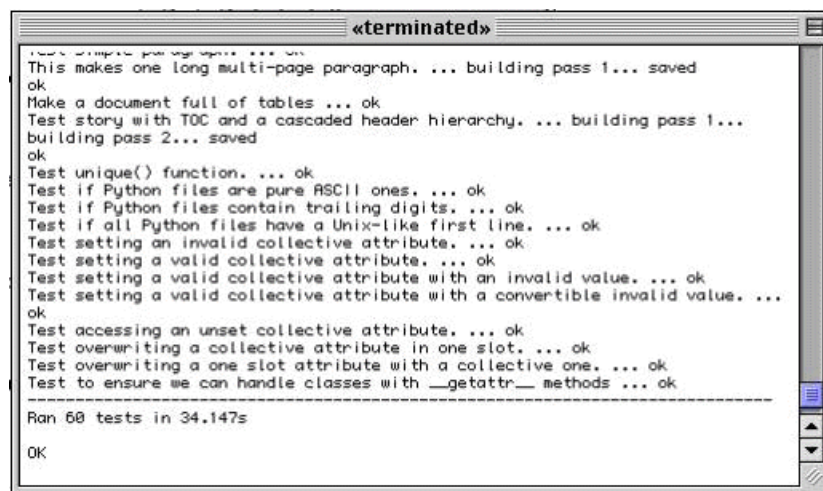 «terminated»
Test simple paragraph. ... ok
This makes one long multi-page paragraph. ... building pass 1... saved
ok
Make a document full of tables ... ok
Test story with TOC and a cascaded header hierarchy. ... building pass 1...
building pass 2... saved
ok
Test unique() function. ... ok
Test if Python files are pure ASCII ones. ... ok
Test if Python files contain trailing digits. ... ok
Test if all Python files have a Unix-like first line. ... ok
Test setting an invalid collective attribute. ... ok
Test setting a valid collective attribute. ... ok
Test setting a valid collective attribute with an invalid value. ... ok
Test setting a valid collective attribute with a convertible invalid value. ...
ok
Test accessing an unset collective attribute. ... ok
Test overwriting a collective attribute in one slot. ... ok
Test overwriting a one slot attribute with a collective one. ... ok
Test to ensure we can handle classes with __getattr__ methods ... ok
----------------------------------------------------------------------
Ran 60 tests in 34.147s
OK